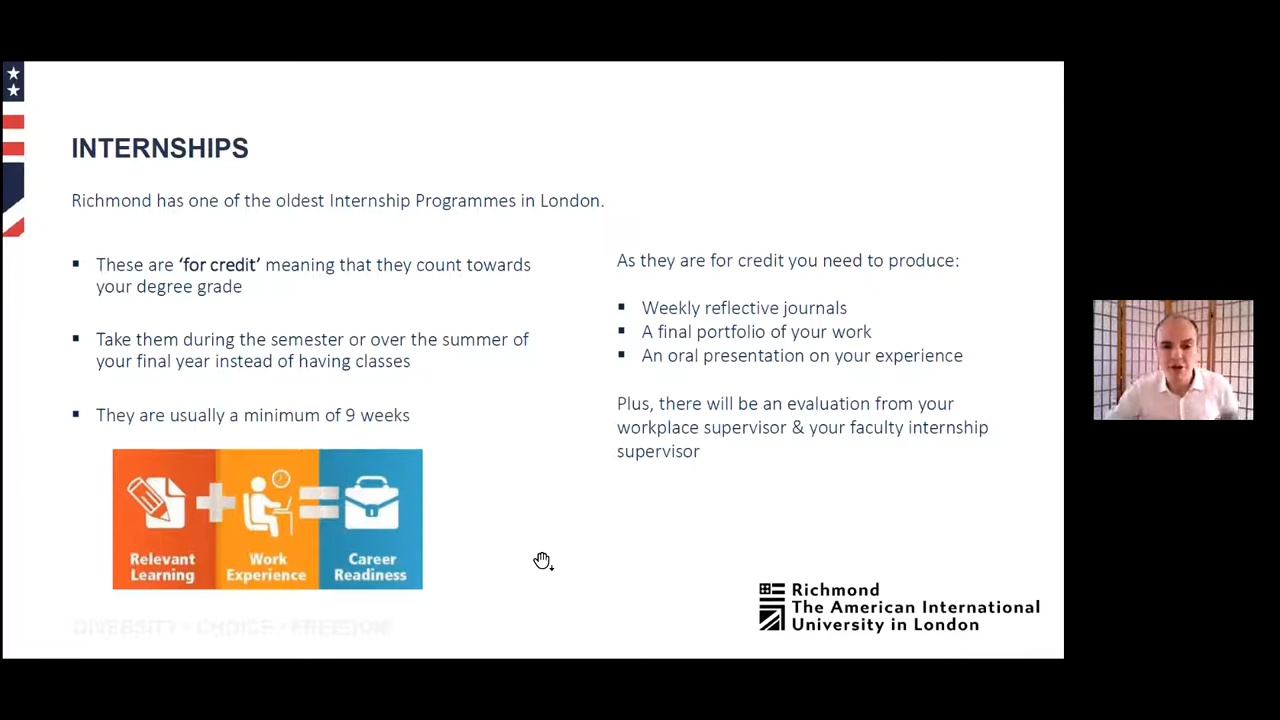 INTERNSHIPS
Richmond has one of the oldest Internship Programmes in London.
▪ These are ‘for credit’ meaning that they count towards
your degree grade
▪ Take them during the semester or over the summer of
your final year instead of having classes
▪ They are usually a minimum of 9 weeks
Relevant
Learning
Work
Experience
Career
Readiness
DIVERSITY • CHOICE • FREEDOM
As they are for credit you need to produce:
▪ Weekly reflective journals
▪ A final portfolio of your work
▪ An oral presentation on your experience
Plus, there will be an evaluation from your
workplace supervisor & your faculty internship
supervisor
Richmond
The American International
University in London